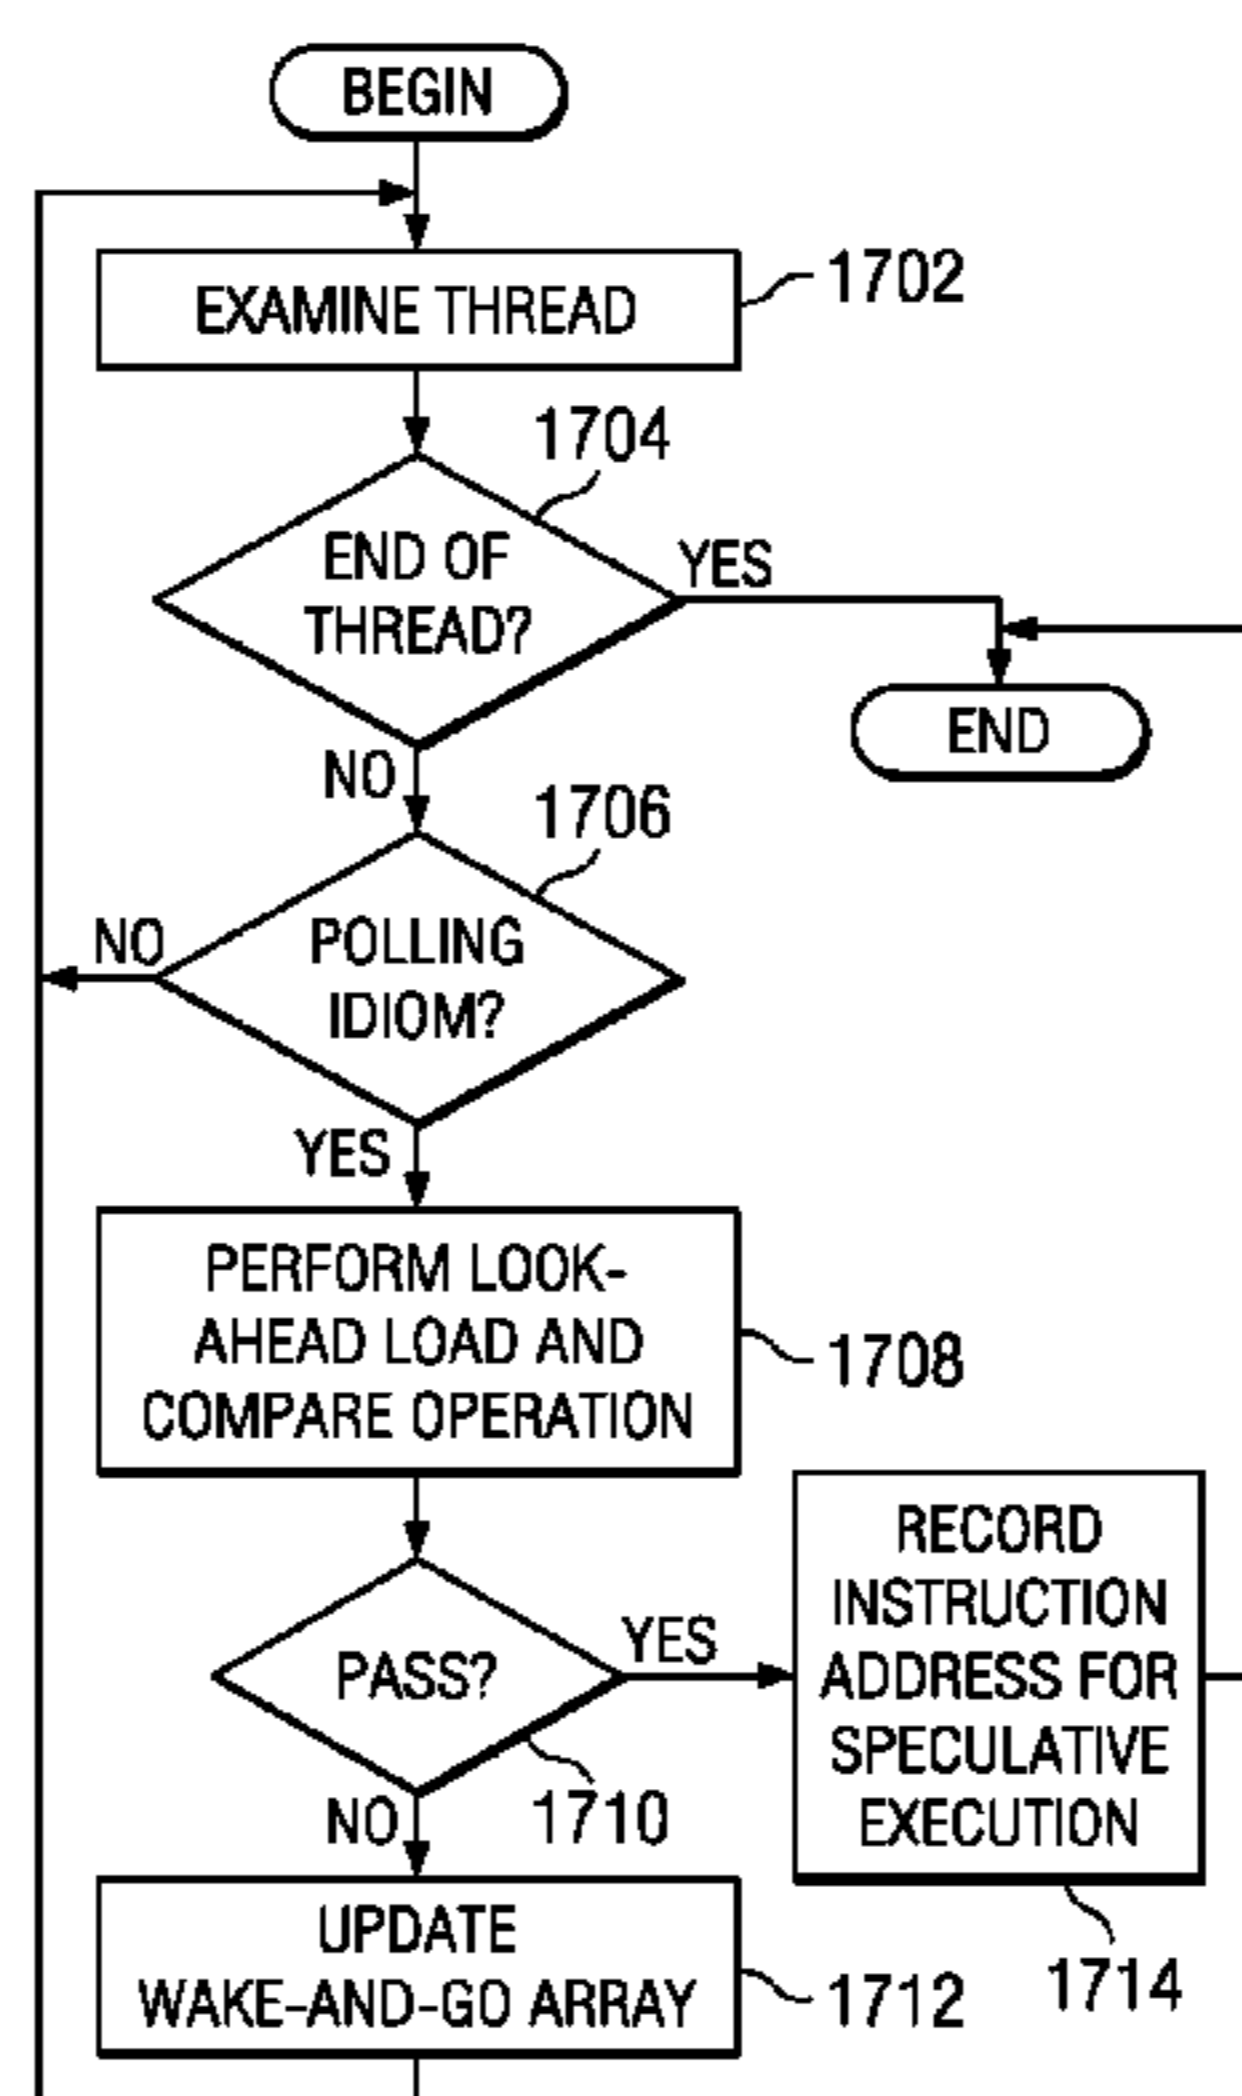 BEGIN
EXAMINE THREAD
1702
1704
END OF
THREAD?
YES
END
NO
1706
NO
POLLING
IDIOM?
YES
PERFORM LOOK-
AHEAD LOAD AND
COMPARE OPERATION
1708
PASS?
YES
1710
NO
RECORD
INSTRUCTION
ADDRESS FOR
SPECULATIVE
EXECUTION
1714
UPDATE
WAKE-AND-GO ARRAY
1712